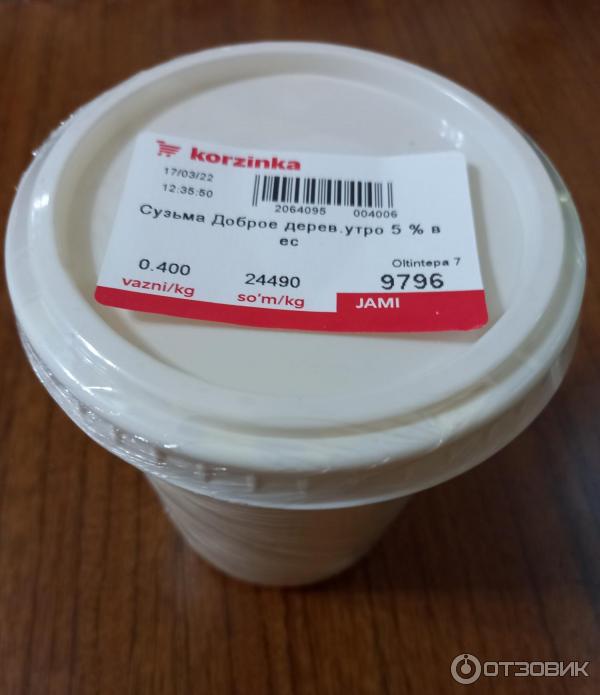 korzinka
17/03/22
12:35:50
2064095 004006
Сузьма Доброе дерев.утро 5 % в
ес
Oltintepa 7
0.400 24490 9796
vazni/kg so'm/kg JAMI
ОТЗОВИК